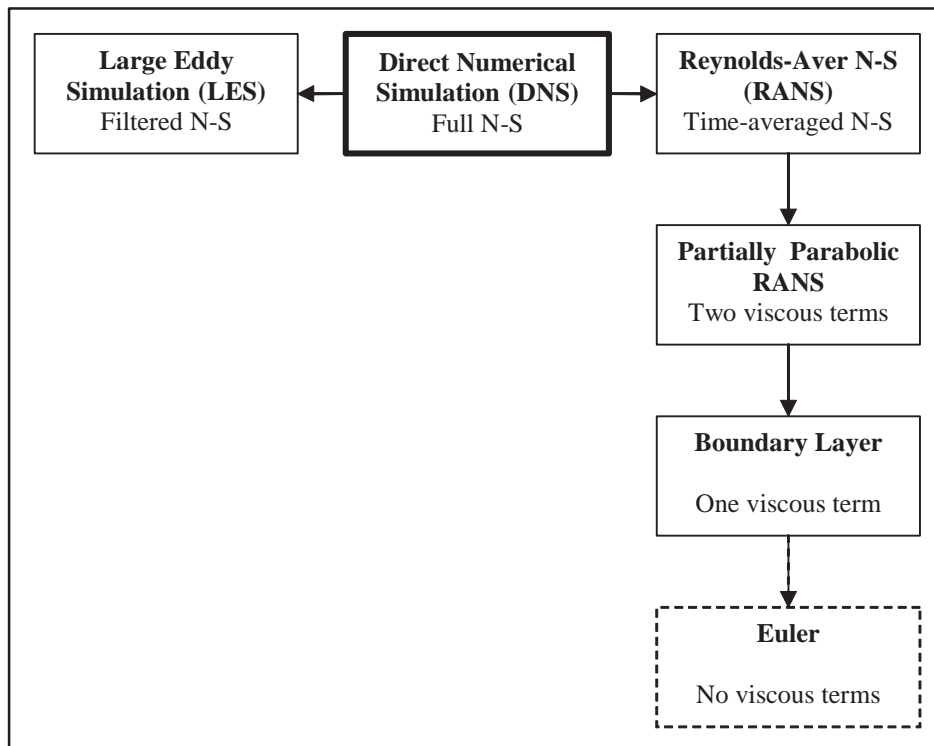 Large Eddy
Simulation (LES)
Filtered N-S
Direct Numerical
Simulation (DNS)
Full N-S
Reynolds-Aver N-S
(RANS)
Time-averaged N-S
Partially Parabolic
RANS
Two viscous terms
Boundary Layer
One viscous term
Euler
No viscous terms